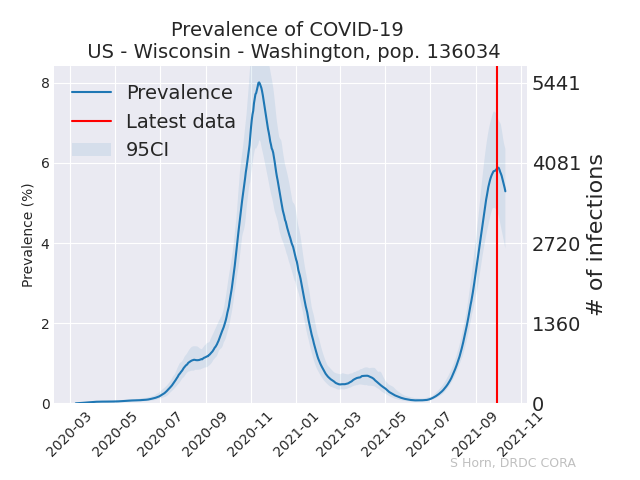 Prevalence of COVID-19
US - Wisconsin - Washington, pop. 136034
Prevalence
Latest data
95CI
Prevalence (%)
8
6
4
2
0
5441
4081
2720
1360
0
# of infections
2020-03
2020-05
2020-07
2020-09
2020-11
2021-01
2021-03
2021-05
2021-07
2021-09
2021-11
S Horn, DRDC CORA